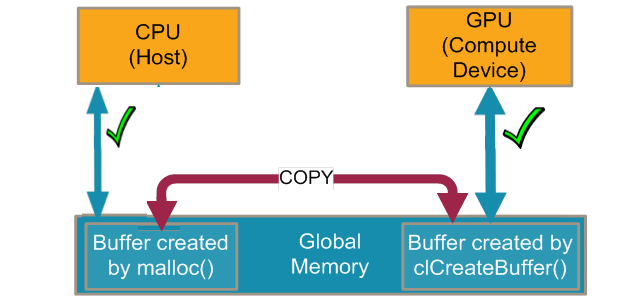 CPU
(Host)
GPU
(Compute
Device)
COPY
Buffer created
by malloc()
Global
Memory
Buffer created by
clCreateBuffer()